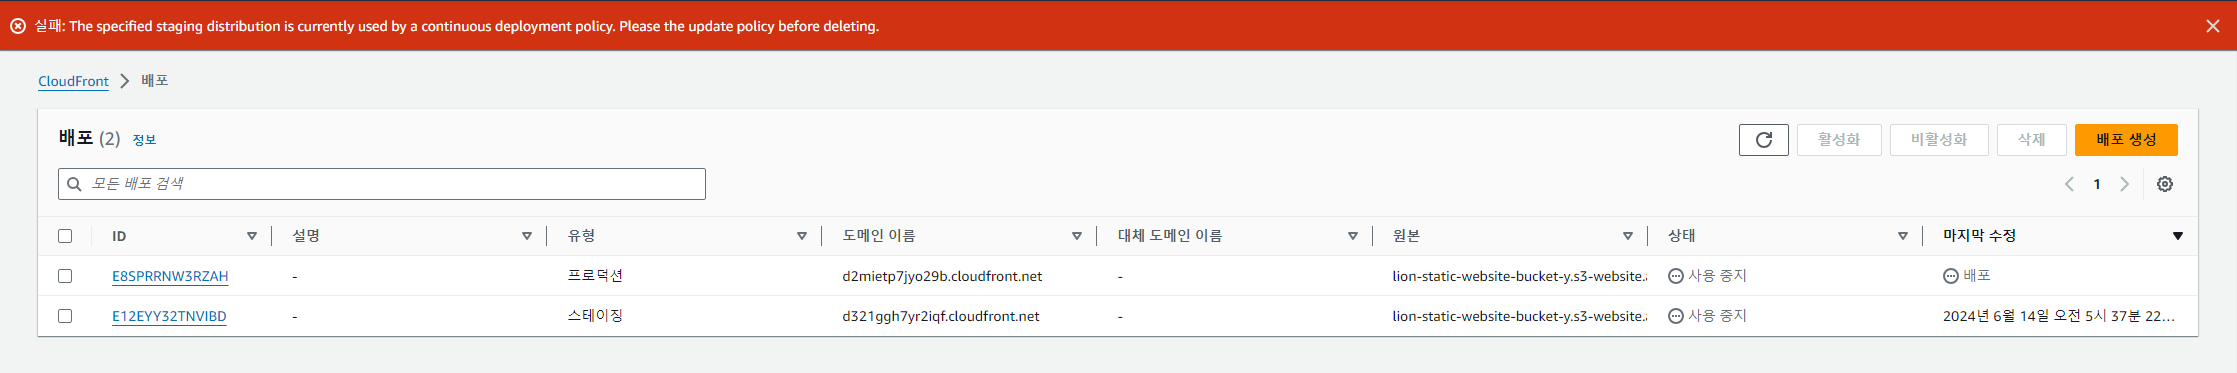 실패: The specified staging distribution is currently used by a continuous deployment policy. Please the update policy before deleting.
CloudFront 배포
배포 (2) 정보
활성화 비활성화 삭제 배포 생성
모든 배포 검색
1
ID 설명 유형 도메인 이름 대체 도메인 이름 원본 상태 마지막 수정
E8SPRRNW3RZAH - 프로덕션 d2mietp7jyo29b.cloudfront.net - lion-static-website-bucket-y.s3-website.a 사용 중지 배포
E12EYY32TNVIBD - 스테이징 d321ggh7yr2iqf.cloudfront.net - lion-static-website-bucket-y.s3-website.a 사용 중지 2024년 6월 14일 오전 5시 37분 22...